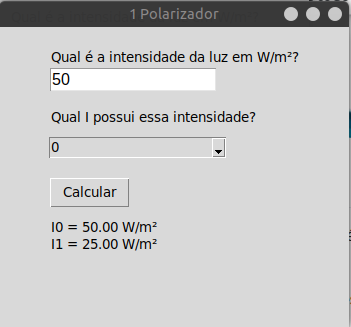 1 Polarizador
Qual é a intensidade da luz em W/m²?
50
Qual I possui essa intensidade?
0
Calcular
I0 = 50.00 W/m²
I1 = 25.00 W/m²